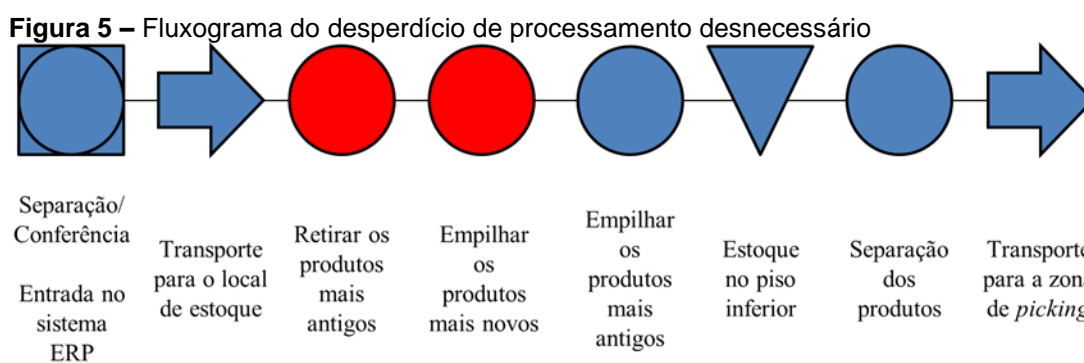 Figura 5 – Fluxograma do desperdício de processamento desnecessário
Separação/
Conferência
Entrada no
sistema
ERP
Transporte
para o local
de estoque
Retirar os
produtos
mais
antigos
Empilhar
os
produtos
mais novos
Empilhar
os
produtos
mais
antigos
Estoque
no piso
inferior
Separação
dos
produtos
Transporte
para a zona
de picking